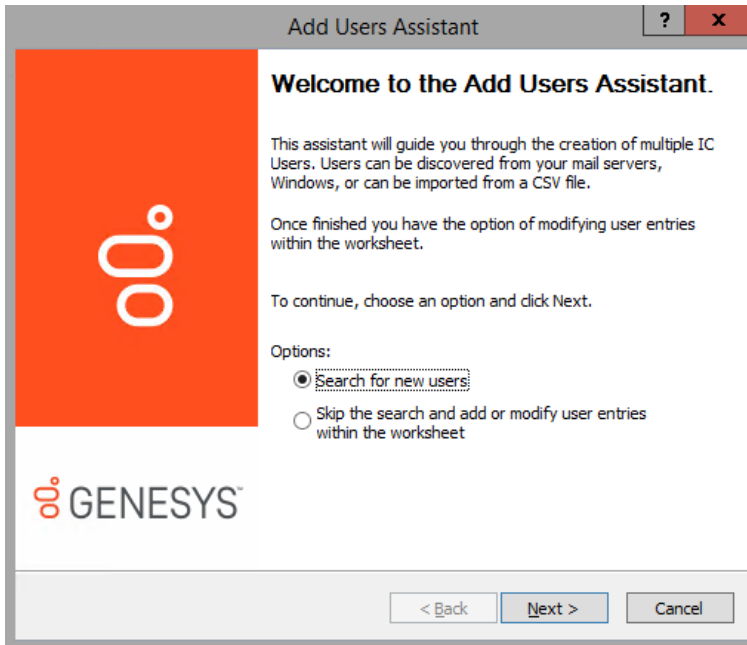 Add Users Assistant
? x
Welcome to the Add Users Assistant.
This assistant will guide you through the creation of multiple IC
Users. Users can be discovered from your mail servers,
Windows, or can be imported from a CSV file.
Once finished you have the option of modifying user entries
within the worksheet.
To continue, choose an option and click Next.
Options:
Search for new users
Skip the search and add or modify user entries
within the worksheet
GENESYS™
< Back Next > Cancel